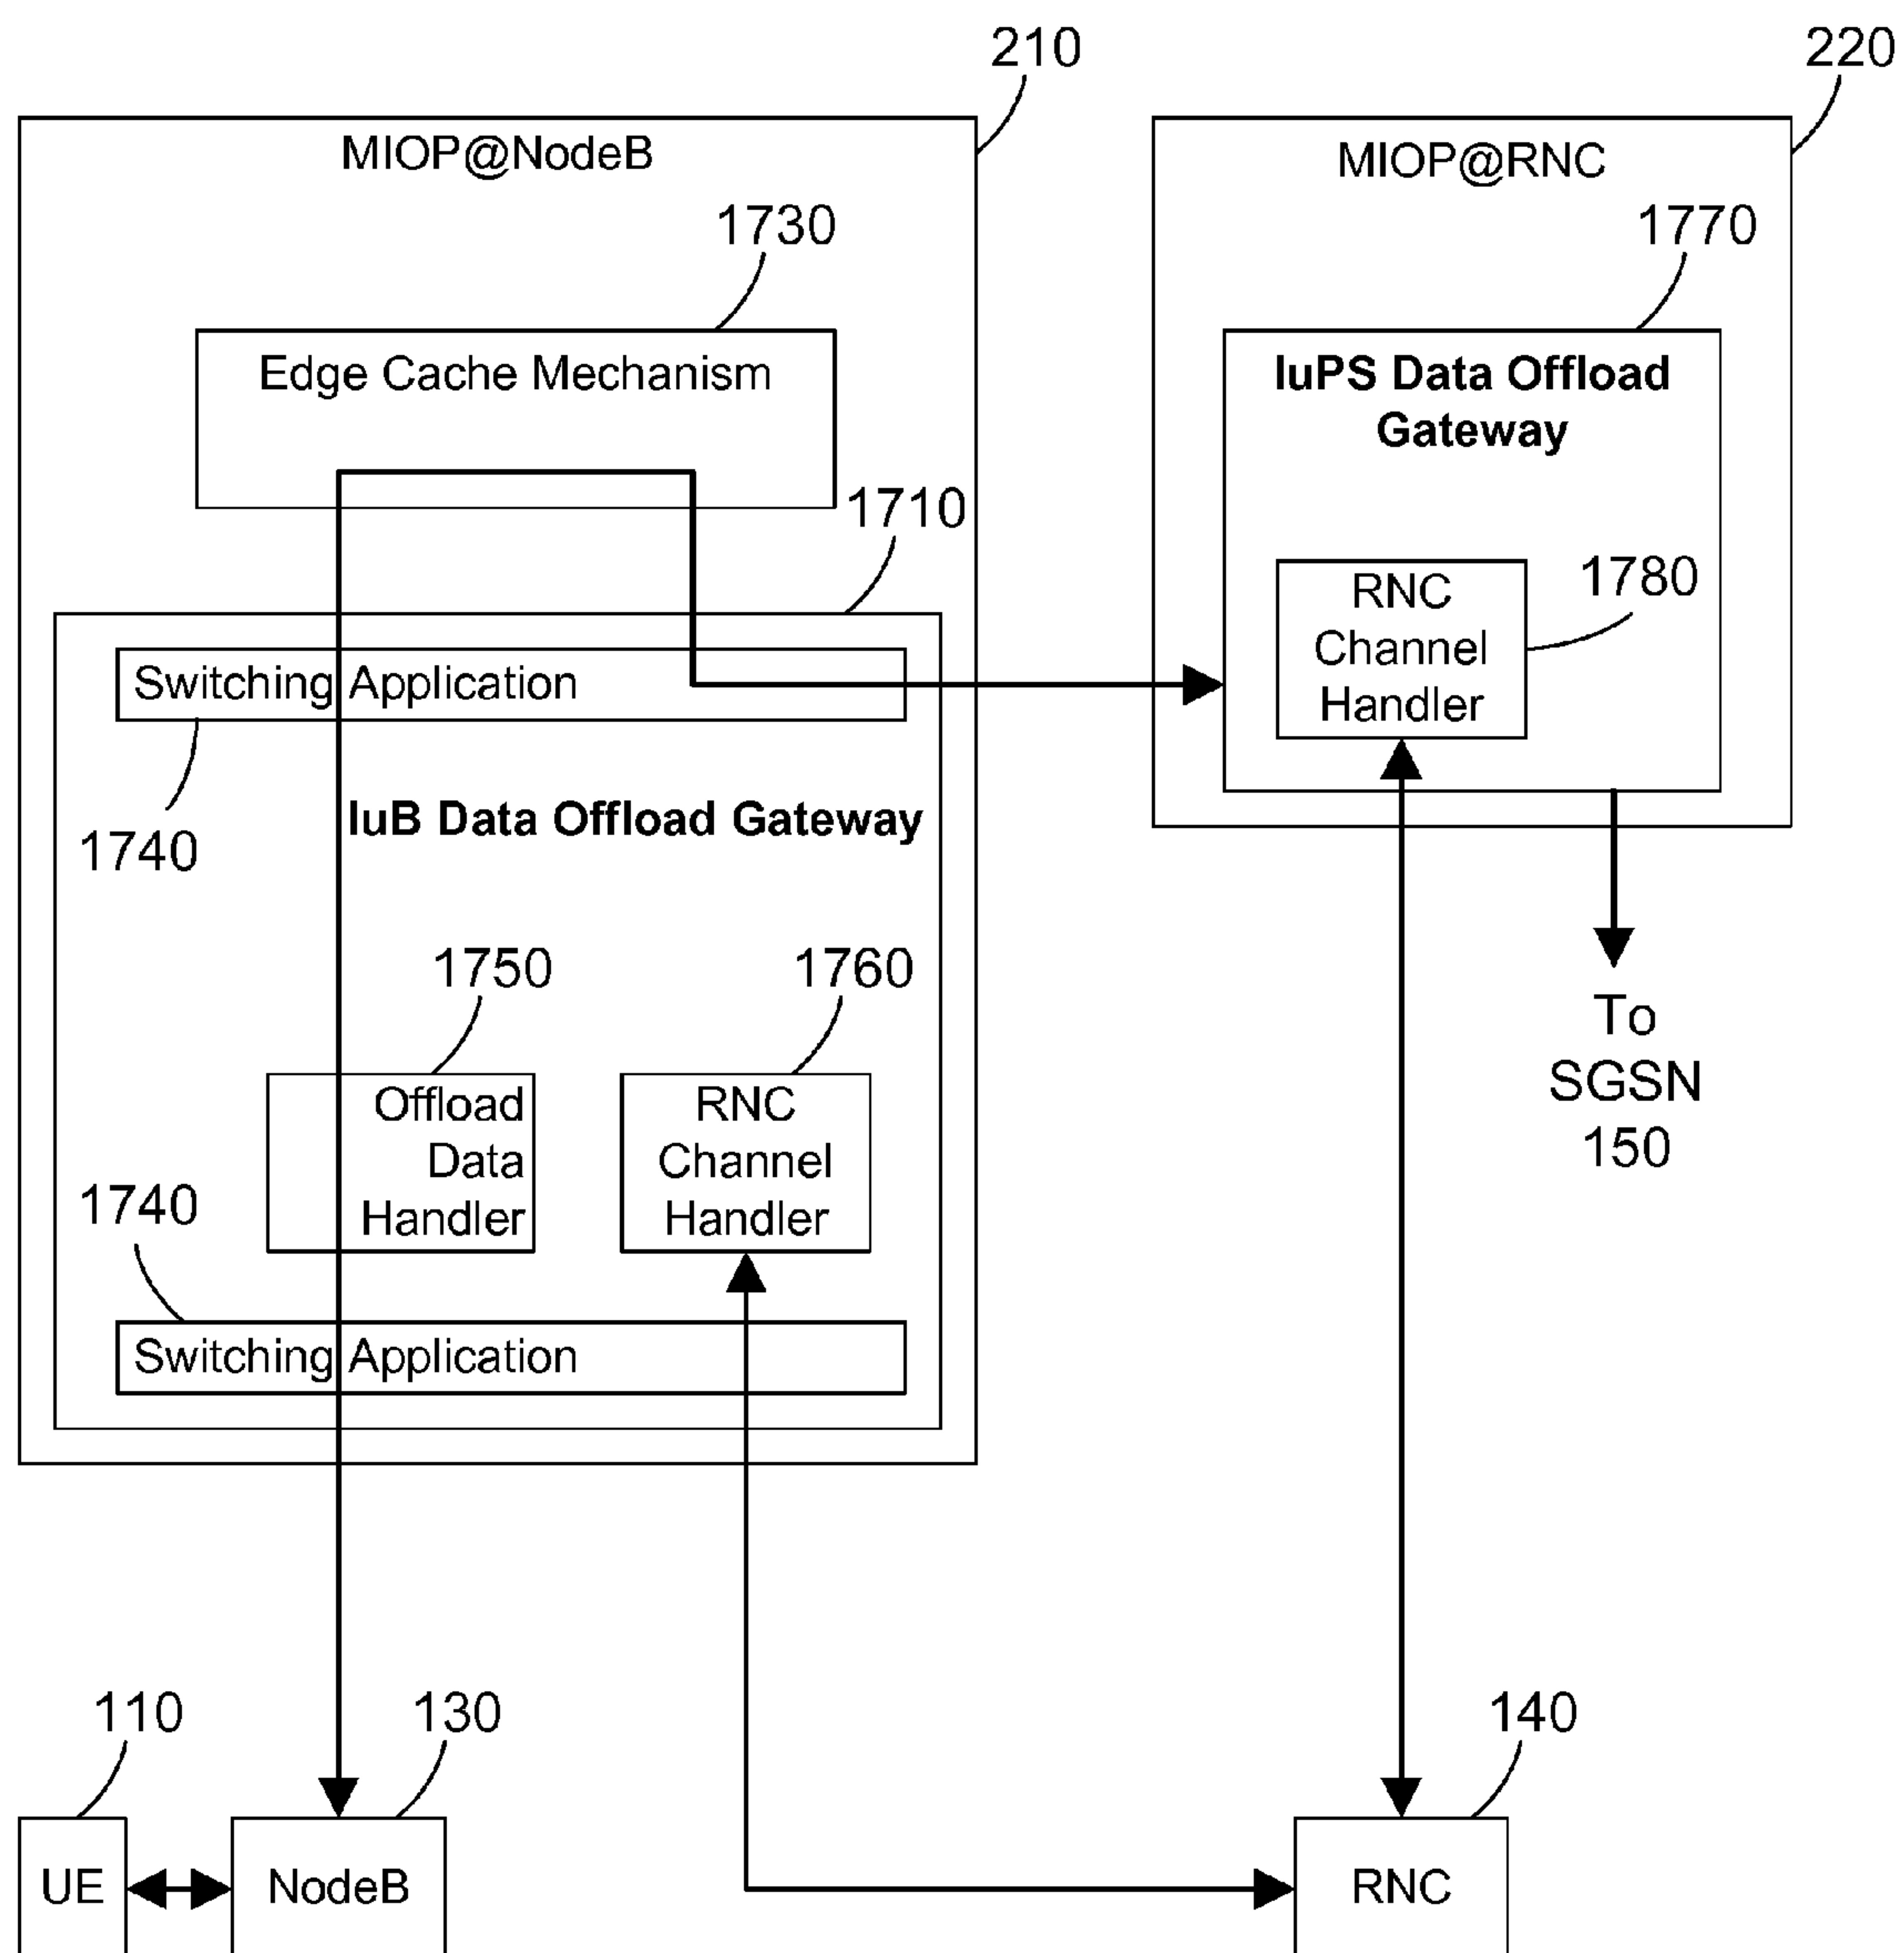 210
220
MIOP@NodeB
MIOP@RNC
1730
1770
Edge Cache Mechanism
IuPS Data Offload
Gateway
1710
1780
RNC
Channel
Handler
Switching Application
1740
IuB Data Offload Gateway
1750
1760
To
SGSN
150
Offload
Data
Handler
RNC
Channel
Handler
1740
Switching Application
110
130
140
UE
NodeB
RNC